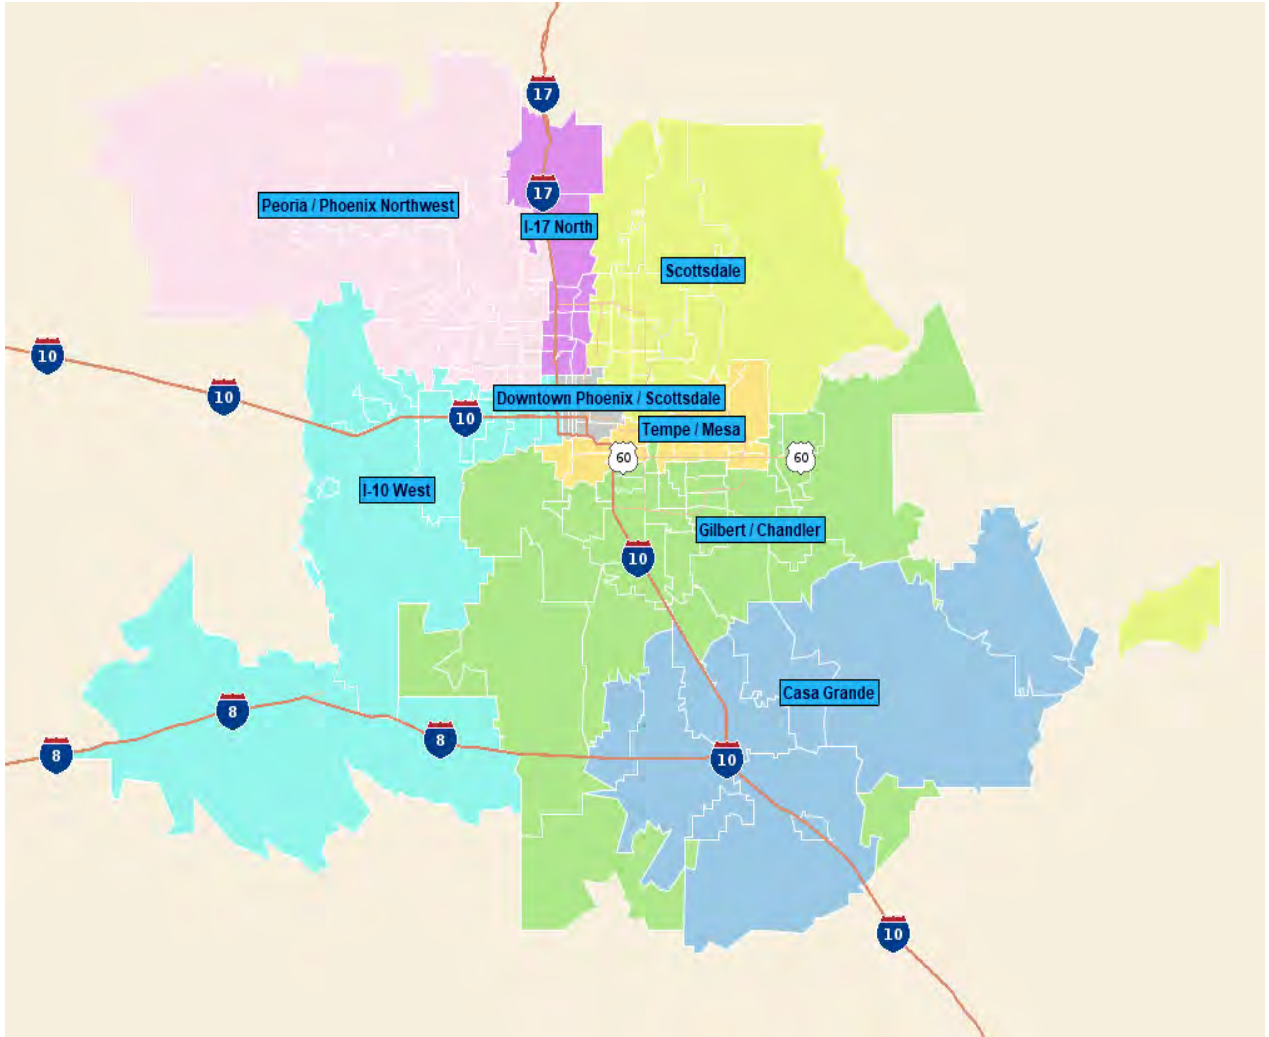 17
17
Peoria / Phoenix Northwest
I-17 North
Scottsdale
10
10
10
Downtown Phoenix / Scottsdale
Tempe / Mesa
60
60
I-10 West
Gilbert / Chandler
10
Casa Grande
8
8
8
10
10